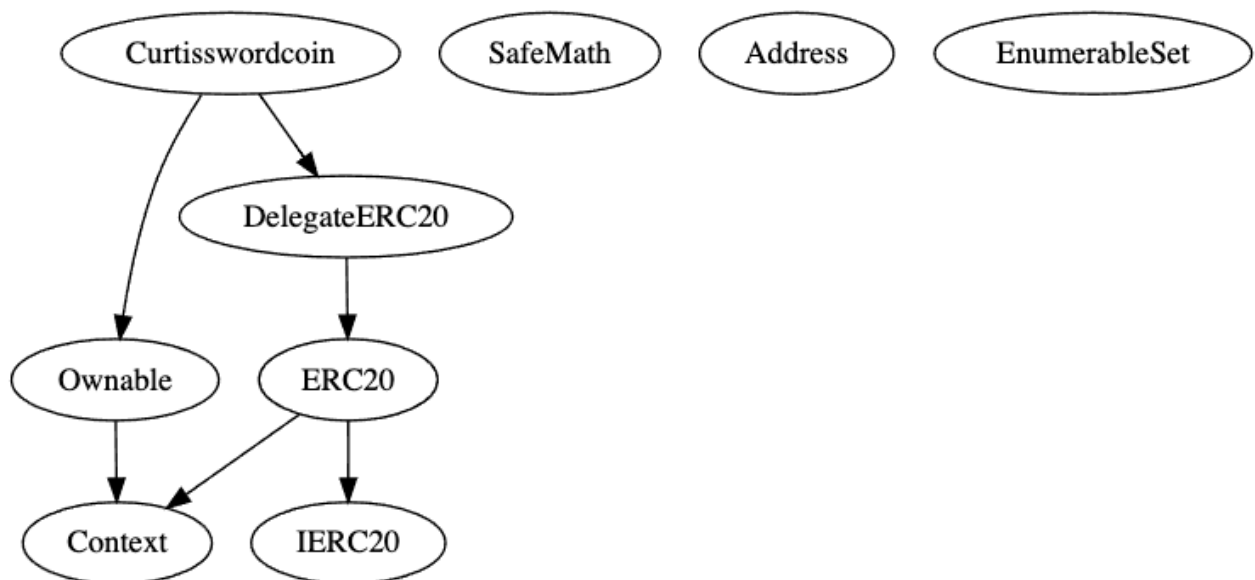 Curtisswordcoin
SafeMath
Address
EnumerableSet
DelegateERC20
Ownable
ERC20
Context
IERC20